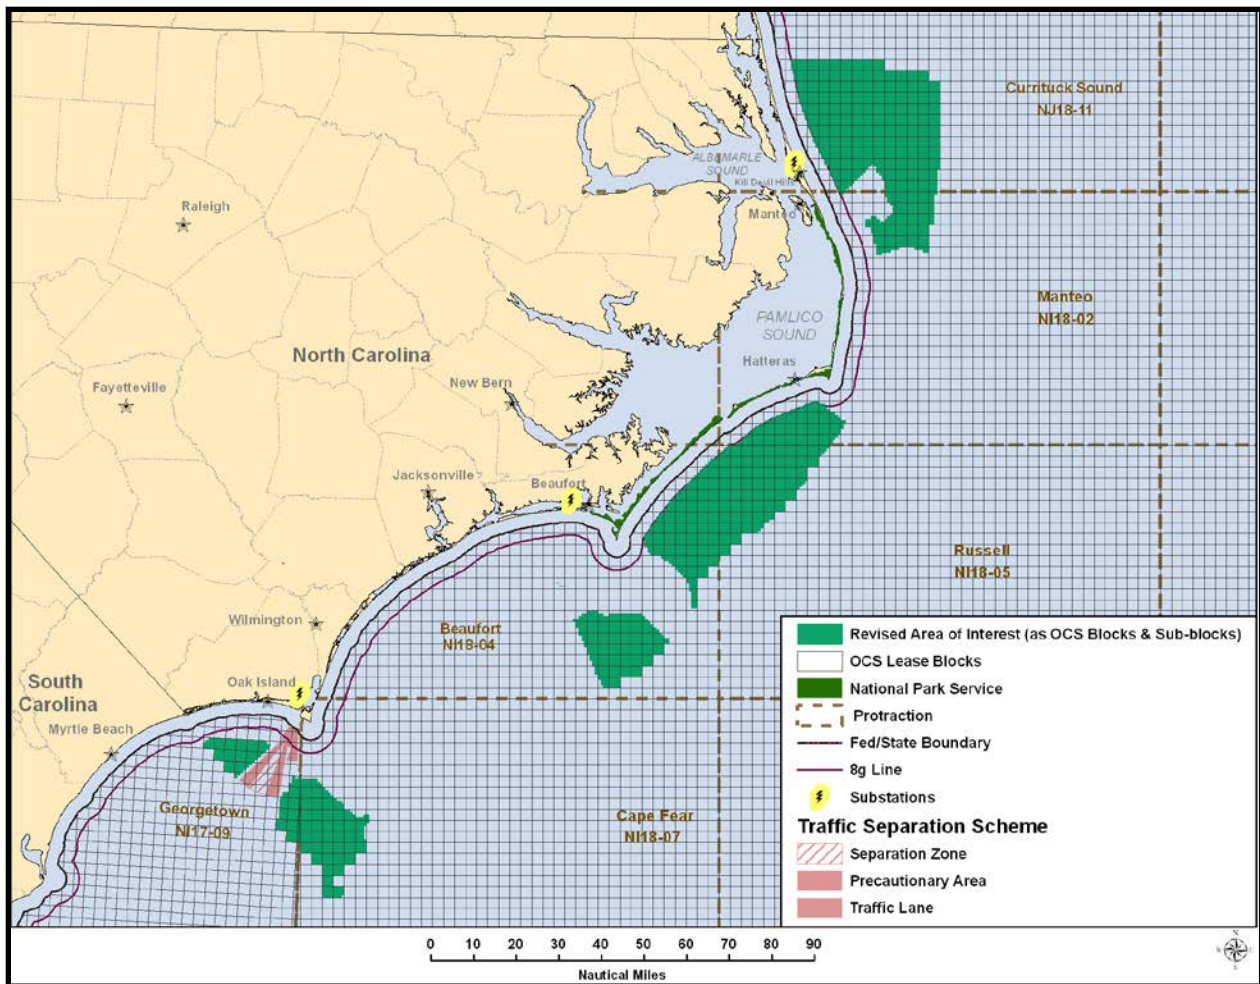 Currituck Sound
NJ18-11
ALBEMARLE
SOUND
Kill Devil Hills
Raleigh
Manteo
Manteo
NI18-02
PAMLICO
SOUND
North Carolina
Hatteras
Fayetteville
New Bern
Jacksonville
Beaufort
Russell
NI18-05
Wilmington
Beaufort
NI18-04
South
Carolina
Oak Island
Myrtle Beach
Georgetown
NI17-09
Cape Fear
NI18-07
Revised Area of Interest (as OCS Blocks & Sub-blocks)
OCS Lease Blocks
National Park Service
Protraction
Fed/State Boundary
8g Line
Substations
Traffic Separation Scheme
Separation Zone
Precautionary Area
Traffic Lane
0 10 20 30 40 50 60 70 80 90
Nautical Miles